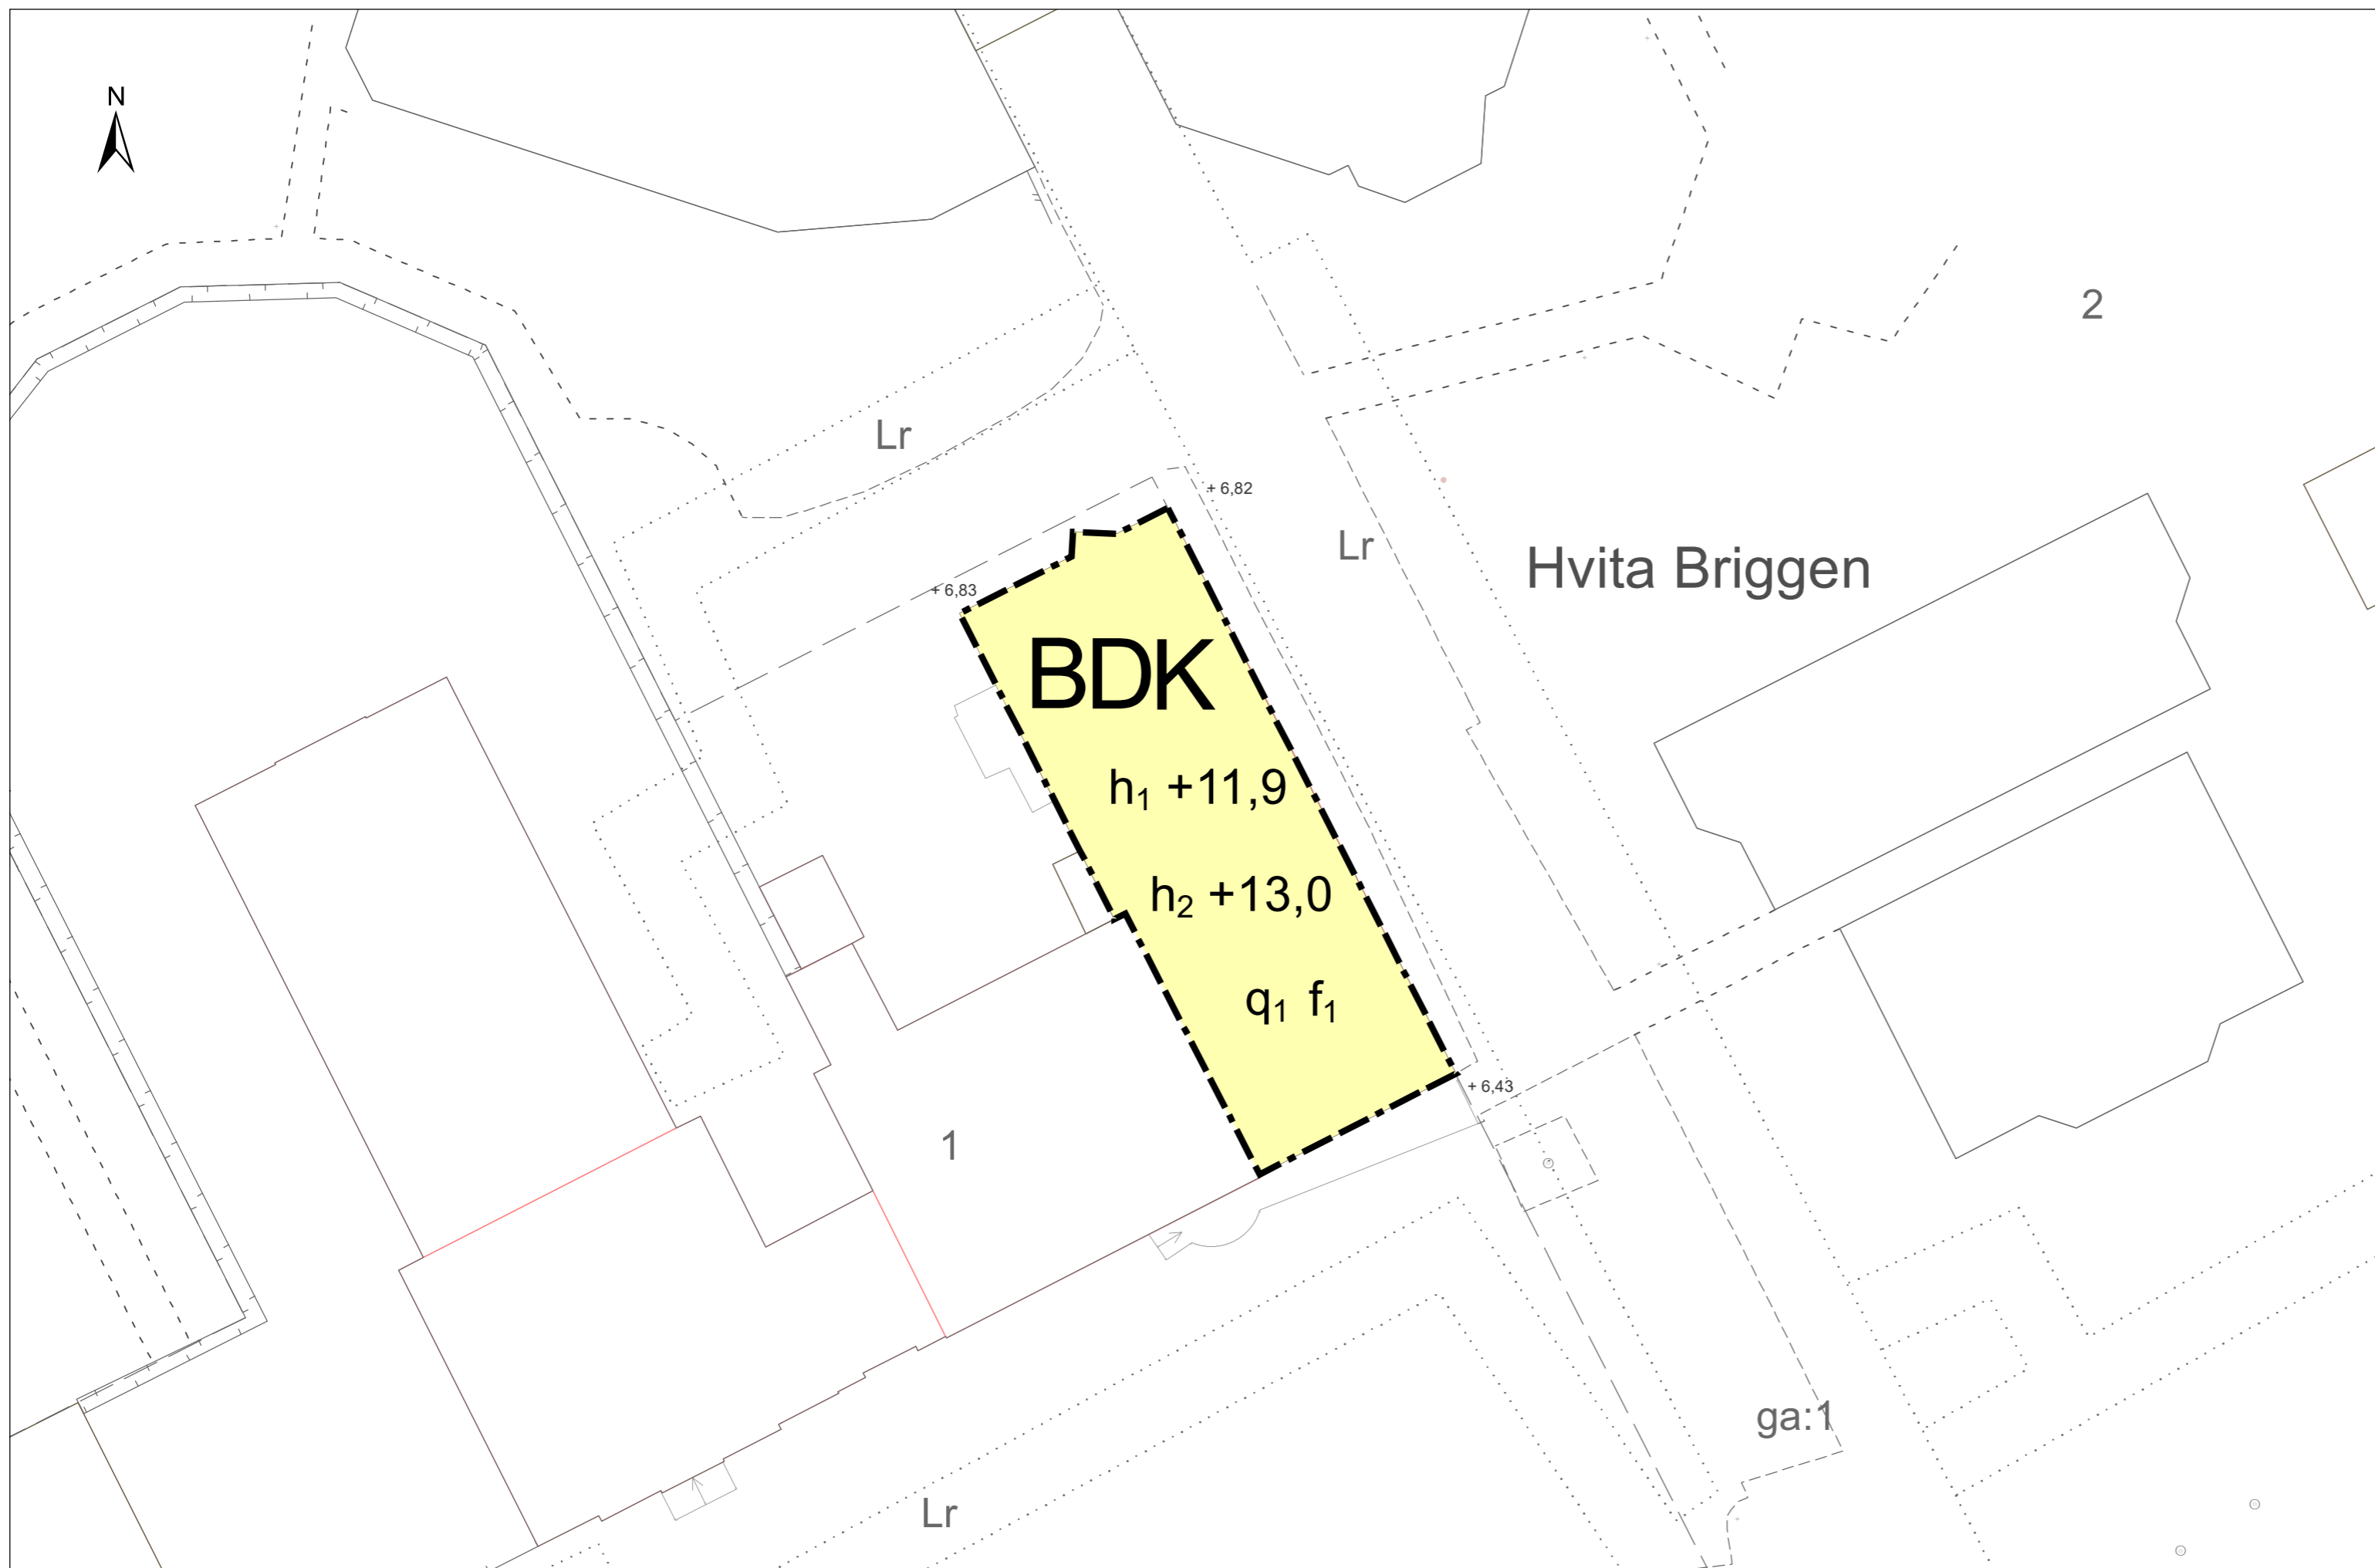 N
2
Lr
+ 6,82
Lr
Hvita Briggen
+ 6,83
BDK
h₁ +11,9
h₂ +13,0
q₁ f₁
+ 6,43
1
ga:1
Lr